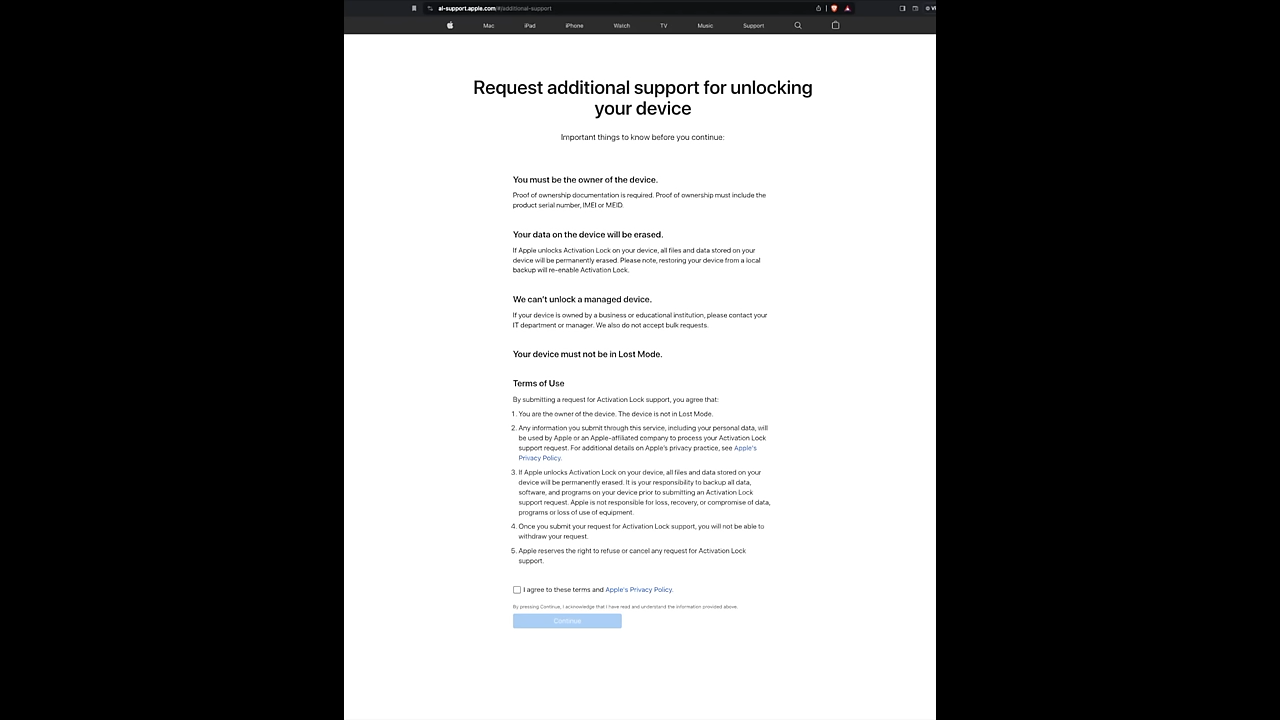 al-support.apple.com/#/additional-support
Mac iPad iPhone Watch TV Music Support
Request additional support for unlocking
your device
Important things to know before you continue:
You must be the owner of the device.
Proof of ownership documentation is required. Proof of ownership must include the
product serial number, IMEI or MEID.
Your data on the device will be erased.
If Apple unlocks Activation Lock on your device, all files and data stored on your
device will be permanently erased. Please note, restoring your device from a local
backup will re-enable Activation Lock.
We can't unlock a managed device.
If your device is owned by a business or educational institution, please contact your
IT department or manager. We also do not accept bulk requests.
Your device must not be in Lost Mode.
Terms of Use
By submitting a request for Activation Lock support, you agree that:
1. You are the owner of the device. The device is not in Lost Mode.
2. Any information you submit through this service, including your personal data, will
be used by Apple or an Apple-affiliated company to process your Activation Lock
support request. For additional details on Apple's privacy practice, see Apple's
Privacy Policy.
3. If Apple unlocks Activation Lock on your device, all files and data stored on your
device will be permanently erased. It is your responsibility to backup all data,
software, and programs on your device prior to submitting an Activation Lock
support request. Apple is not responsible for loss, recovery, or compromise of data,
programs or loss of use of equipment.
4. Once you submit your request for Activation Lock support, you will not be able to
withdraw your request.
5. Apple reserves the right to refuse or cancel any request for Activation Lock
support.
I agree to these terms and Apple's Privacy Policy.
By pressing Continue, I acknowledge that I have read and understand the information provided above.
Continue